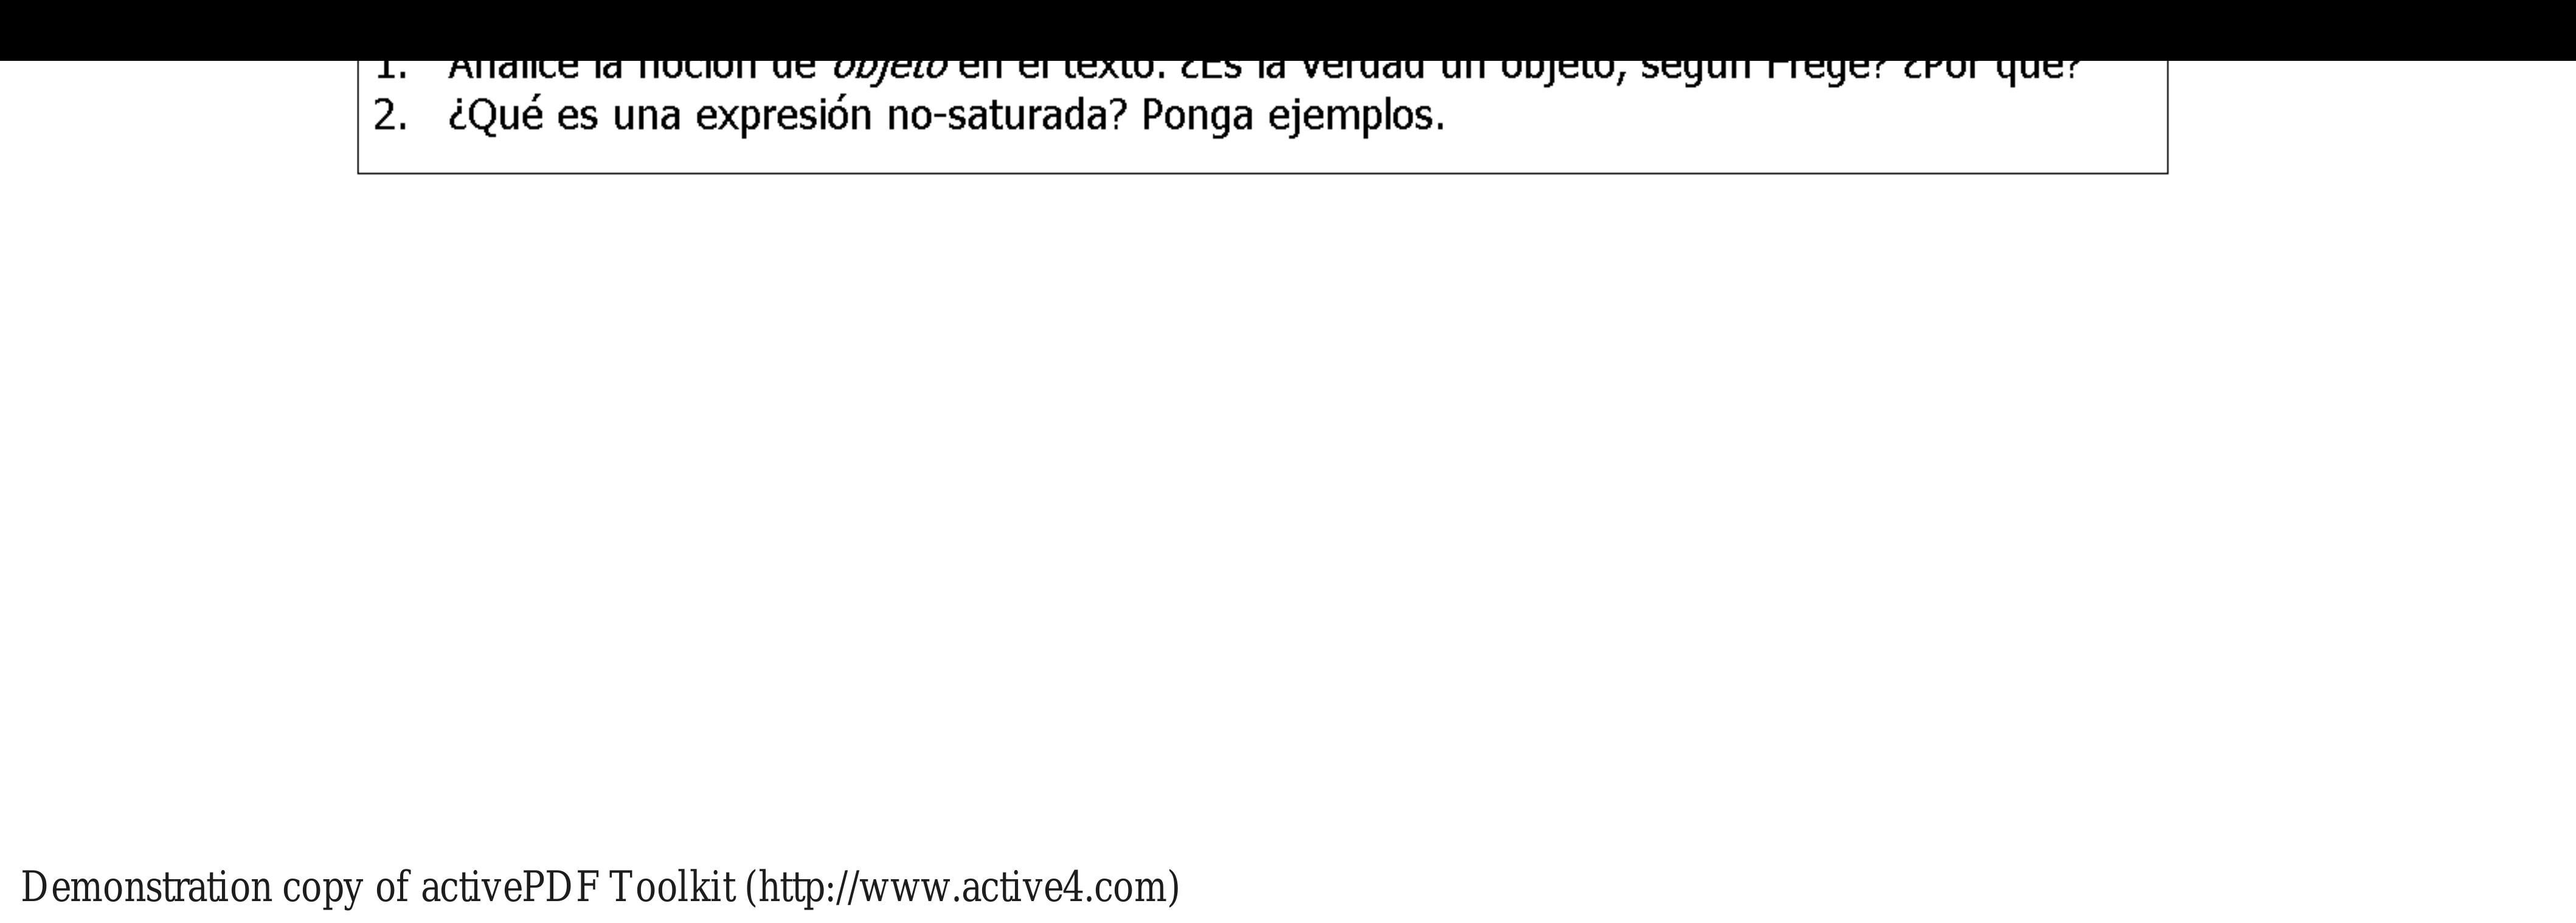 1. Analice la noción de objeto en el texto. ¿Es la verdad un objeto, según Frege? ¿Por qué?
2. ¿Qué es una expresión no-saturada? Ponga ejemplos.
Demonstration copy of activePDF Toolkit (http://www.active4.com)